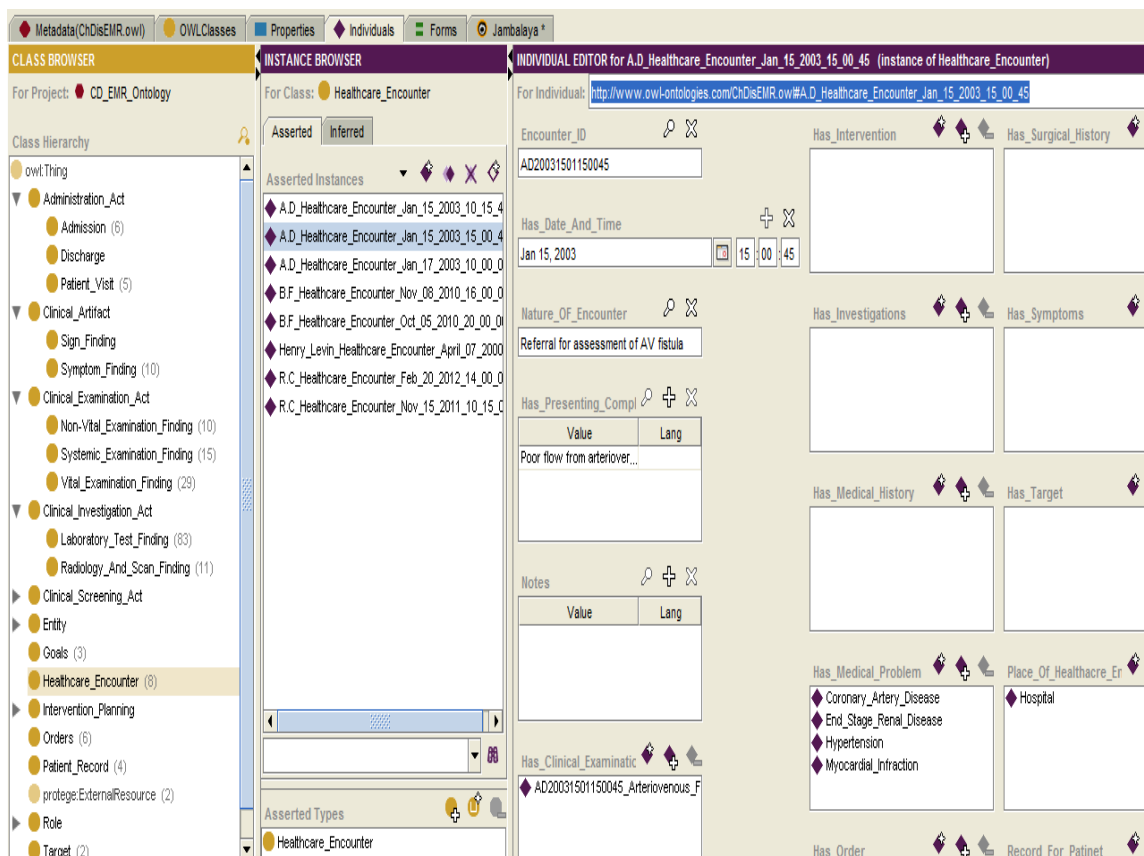 Metadata(ChDisEMR.owl) OWLClasses Properties Individuals Forms Jambalaya *
CLASS BROWSER
For Project: CD_EMR_Ontology
Class Hierarchy
owl:Thing
Administration_Act
Admission (6)
Discharge
Patient_Visit (5)
Clinical_Artifact
Sign_Finding
Symptom_Finding (10)
Clinical_Examination_Act
Non-Vital_Examination_Finding (10)
Systemic_Examination_Finding (15)
Vital_Examination_Finding (29)
Clinical_Investigation_Act
Laboratory_Test_Finding (83)
Radiology_And_Scan_Finding (11)
Clinical_Screening_Act
Entity
Goals (3)
Healthcare_Encounter (8)
Intervention_Planning
Orders (6)
Patient_Record (4)
protege:ExternalResource (2)
Role
Target (2)
INSTANCE BROWSER
For Class: Healthcare_Encounter
Asserted Inferred
Asserted Instances
A.D_Healthcare_Encounter_Jan_15_2003_10_15_4
A.D_Healthcare_Encounter_Jan_15_2003_15_00_4
A.D_Healthcare_Encounter_Jan_17_2003_10_00_0
B.F_Healthcare_Encounter_Nov_08_2010_16_00_0
B.F_Healthcare_Encounter_Oct_05_2010_20_00_0
Henry_Levin_Healthcare_Encounter_April_07_2000
R.C_Healthcare_Encounter_Feb_20_2012_14_00_0
R.C_Healthcare_Encounter_Nov_15_2011_10_15_0
Asserted Types
Healthcare_Encounter
INDIVIDUAL EDITOR for A.D_Healthcare_Encounter_Jan_15_2003_15_00_45 (instance of Healthcare_Encounter)
For Individual: http://www.owl-ontologies.com/ChDisEMR.owl#A.D_Healthcare_Encounter_Jan_15_2003_15_00_45
Encounter_ID
AD20031501150045
Has_Date_And_Time
Jan 15, 2003 15 : 00 : 45
Nature_OF_Encounter
Referral for assessment of AV fistula
Has_Presenting_Compl
Value Lang
Poor flow from arteriover...
Notes
Value Lang
Has_Clinical_Examinatic
AD20031501150045_Arteriovenous_F
Has_Intervention
Has_Investigations
Has_Medical_History
Has_Medical_Problem
Coronary_Artery_Disease
End_Stage_Renal_Disease
Hypertension
Myocardial_Infraction
Has_Order
Has_Surgical_History
Has_Symptoms
Has_Target
Place_Of_Healthacre_Er
Hospital
Record_For_Patinet